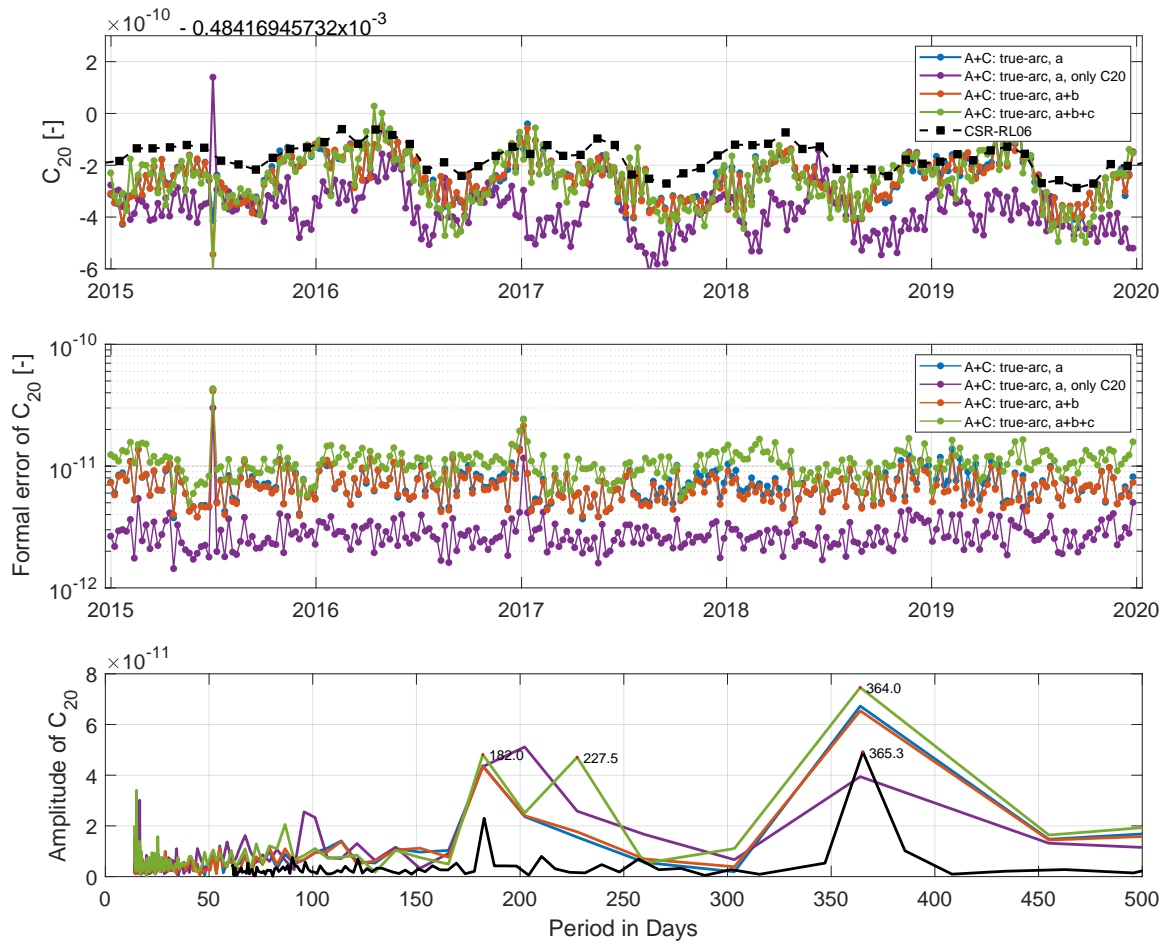 ×10⁻¹⁰ - 0.48416945732x10⁻³
C₂₀ [-]
2
0
-2
-4
-6
A+C: true-arc, a
A+C: true-arc, a, only C20
A+C: true-arc, a+b
A+C: true-arc, a+b+c
CSR-RL06
2015 2016 2017 2018 2019 2020
Formal error of C₂₀ [-]
10⁻¹⁰
10⁻¹¹
10⁻¹²
A+C: true-arc, a
A+C: true-arc, a, only C20
A+C: true-arc, a+b
A+C: true-arc, a+b+c
2015 2016 2017 2018 2019 2020
×10⁻¹¹
Amplitude of C₂₀
8
6
4
2
0
364.0
182.0
227.5
365.3
0 50 100 150 200 250 300 350 400 450 500
Period in Days